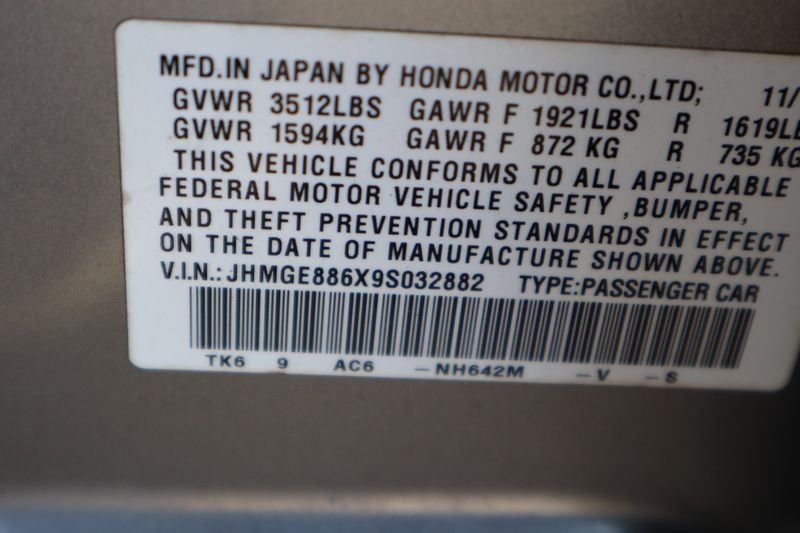 MFD.IN JAPAN BY HONDA MOTOR CO.,LTD; 11/
GVWR 3512LBS GAWR F 1921LBS R 1619LB
GVWR 1594KG GAWR F 872 KG R 735 KG
THIS VEHICLE CONFORMS TO ALL APPLICABLE
FEDERAL MOTOR VEHICLE SAFETY ,BUMPER,
AND THEFT PREVENTION STANDARDS IN EFFECT
ON THE DATE OF MANUFACTURE SHOWN ABOVE.
V.I.N.: JHMGE886X9S032882 TYPE:PASSENGER CAR
TK6 9 AC6 -NH642M -V -S